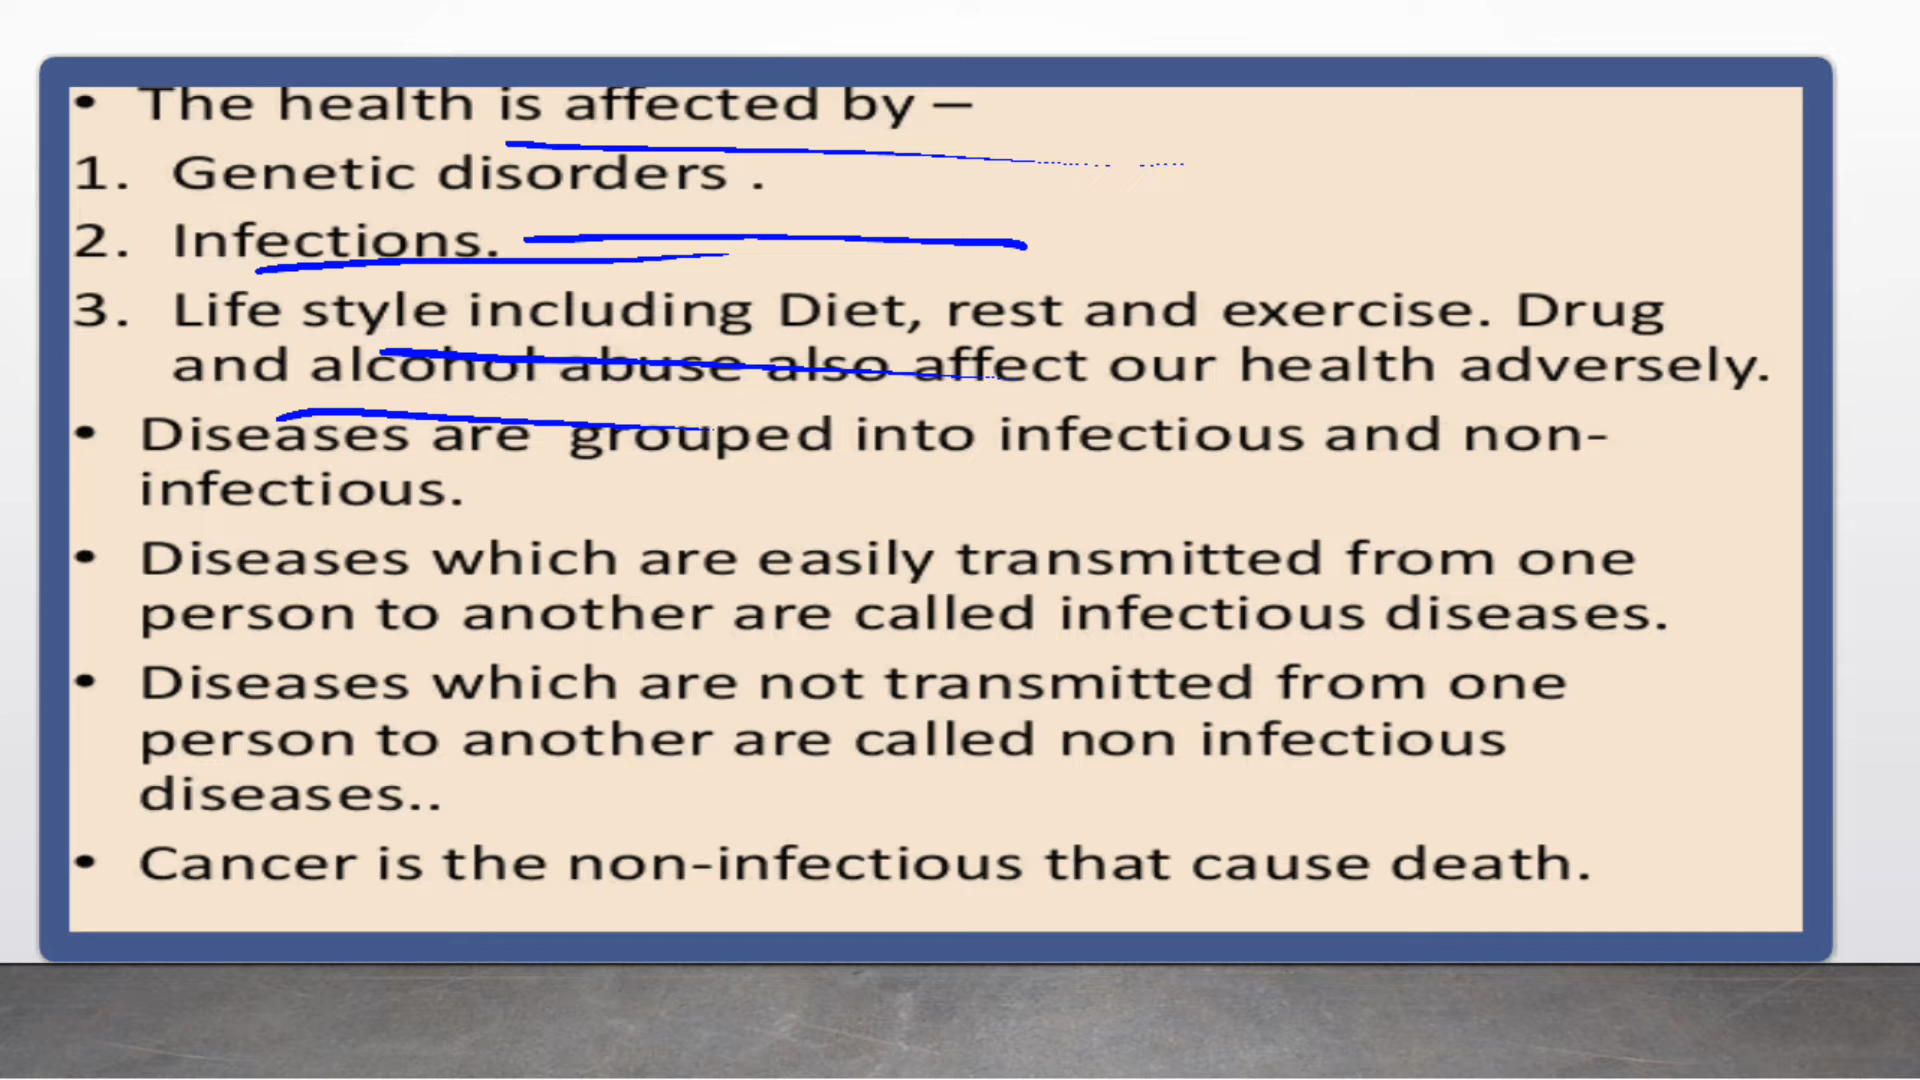 • The health is affected by –
1. Genetic disorders .
2. Infections.
3. Life style including Diet, rest and exercise. Drug
and alcohol abuse also affect our health adversely.
• Diseases are grouped into infectious and non-
infectious.
• Diseases which are easily transmitted from one
person to another are called infectious diseases.
• Diseases which are not transmitted from one
person to another are called non infectious
diseases..
• Cancer is the non-infectious that cause death.